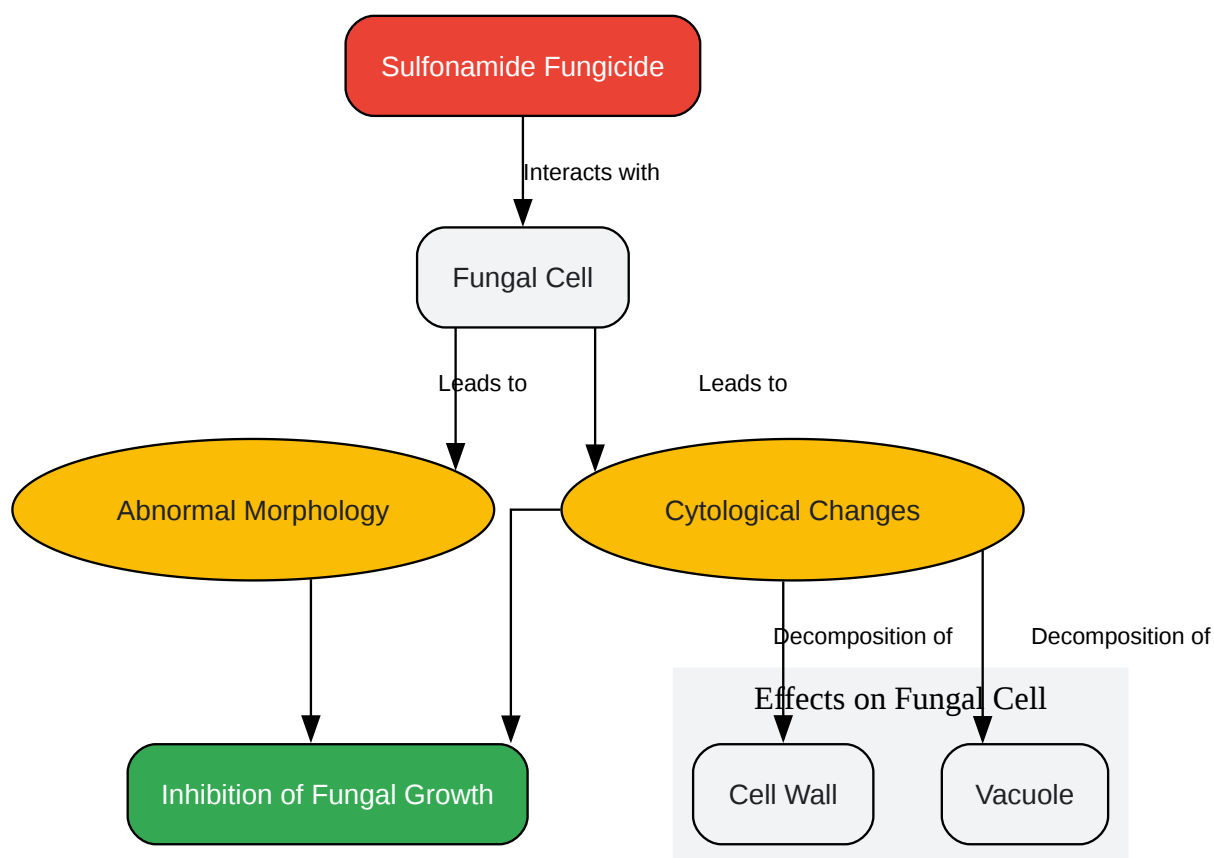 Sulfonamide Fungicide
Interacts with
Fungal Cell
Leads to
Leads to
Abnormal Morphology
Cytological Changes
Decomposition of
Decomposition of
Effects on Fungal Cell
Inhibition of Fungal Growth
Cell Wall
Vacuole